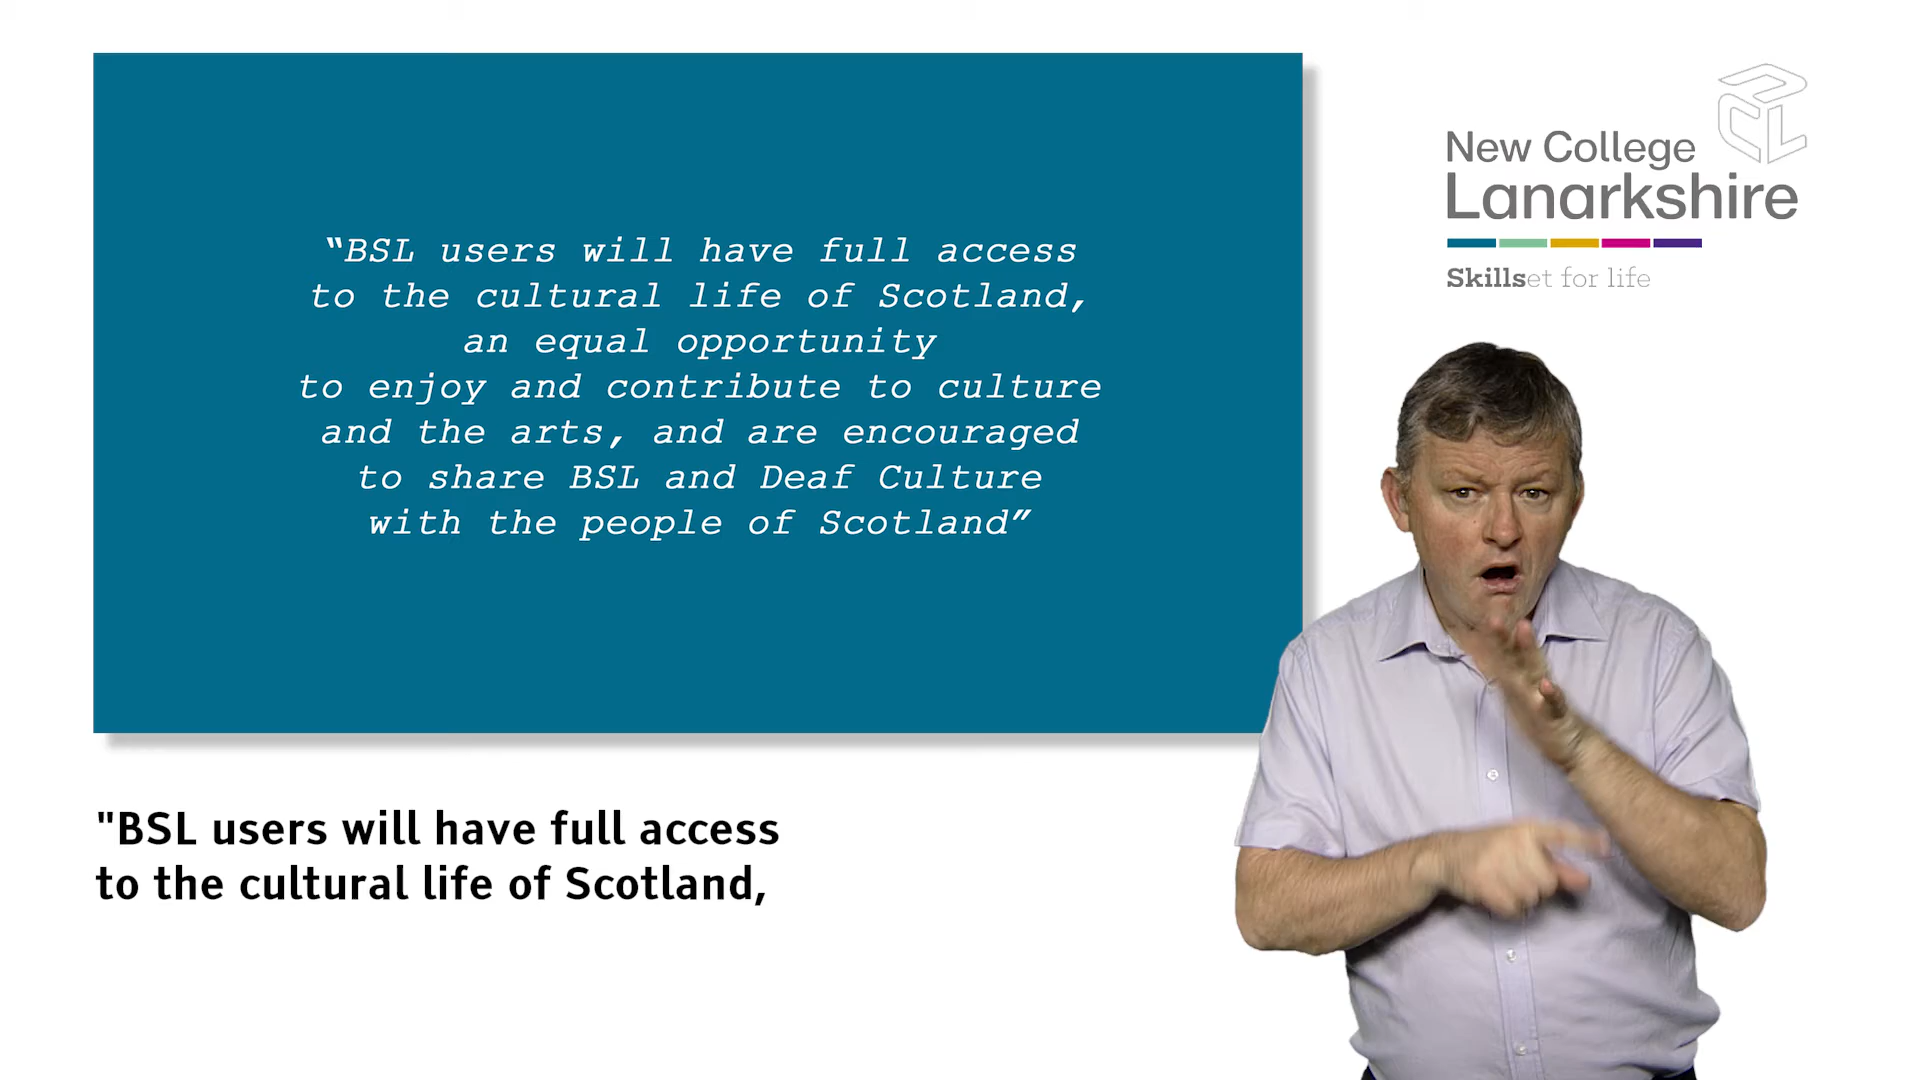 “BSL users will have full access
to the cultural life of Scotland,
an equal opportunity
to enjoy and contribute to culture
and the arts, and are encouraged
to share BSL and Deaf Culture
with the people of Scotland”
NCL
New College
Lanarkshire
Skillset for life
"BSL users will have full access
to the cultural life of Scotland,